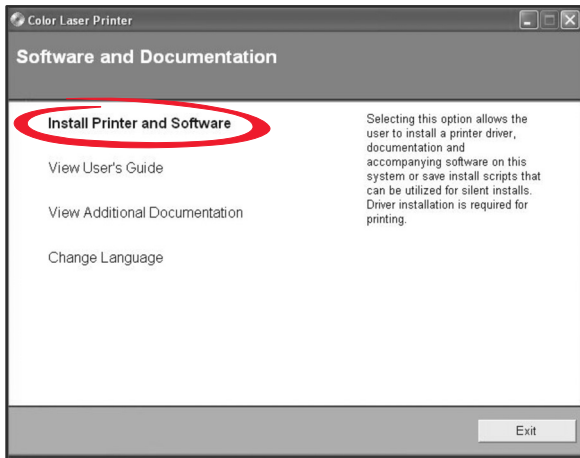 Color Laser Printer
Software and Documentation
Install Printer and Software
View User's Guide
View Additional Documentation
Change Language
Selecting this option allows the
user to install a printer driver,
documentation and
accompanying software on this
system or save install scripts that
can be utilized for silent installs.
Driver installation is required for
printing.
Exit